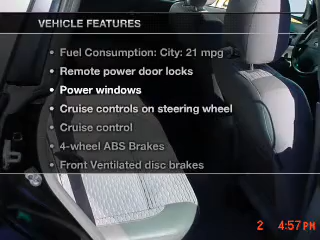 VEHICLE FEATURES
• Fuel Consumption: City: 21 mpg
• Remote power door locks
• Power windows
• Cruise controls on steering wheel
• Cruise control
• 4-wheel ABS Brakes
• Front Ventilated disc brakes
2 4:57PM